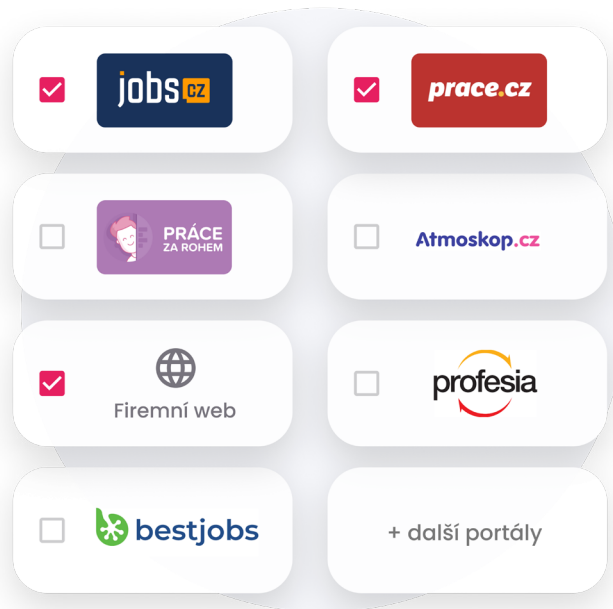 jobs CZ
prace.cz
PRÁCE
ZA ROHEM
Atmoskop.cz
Firemní web
profesia
bestjobs
+ další portály